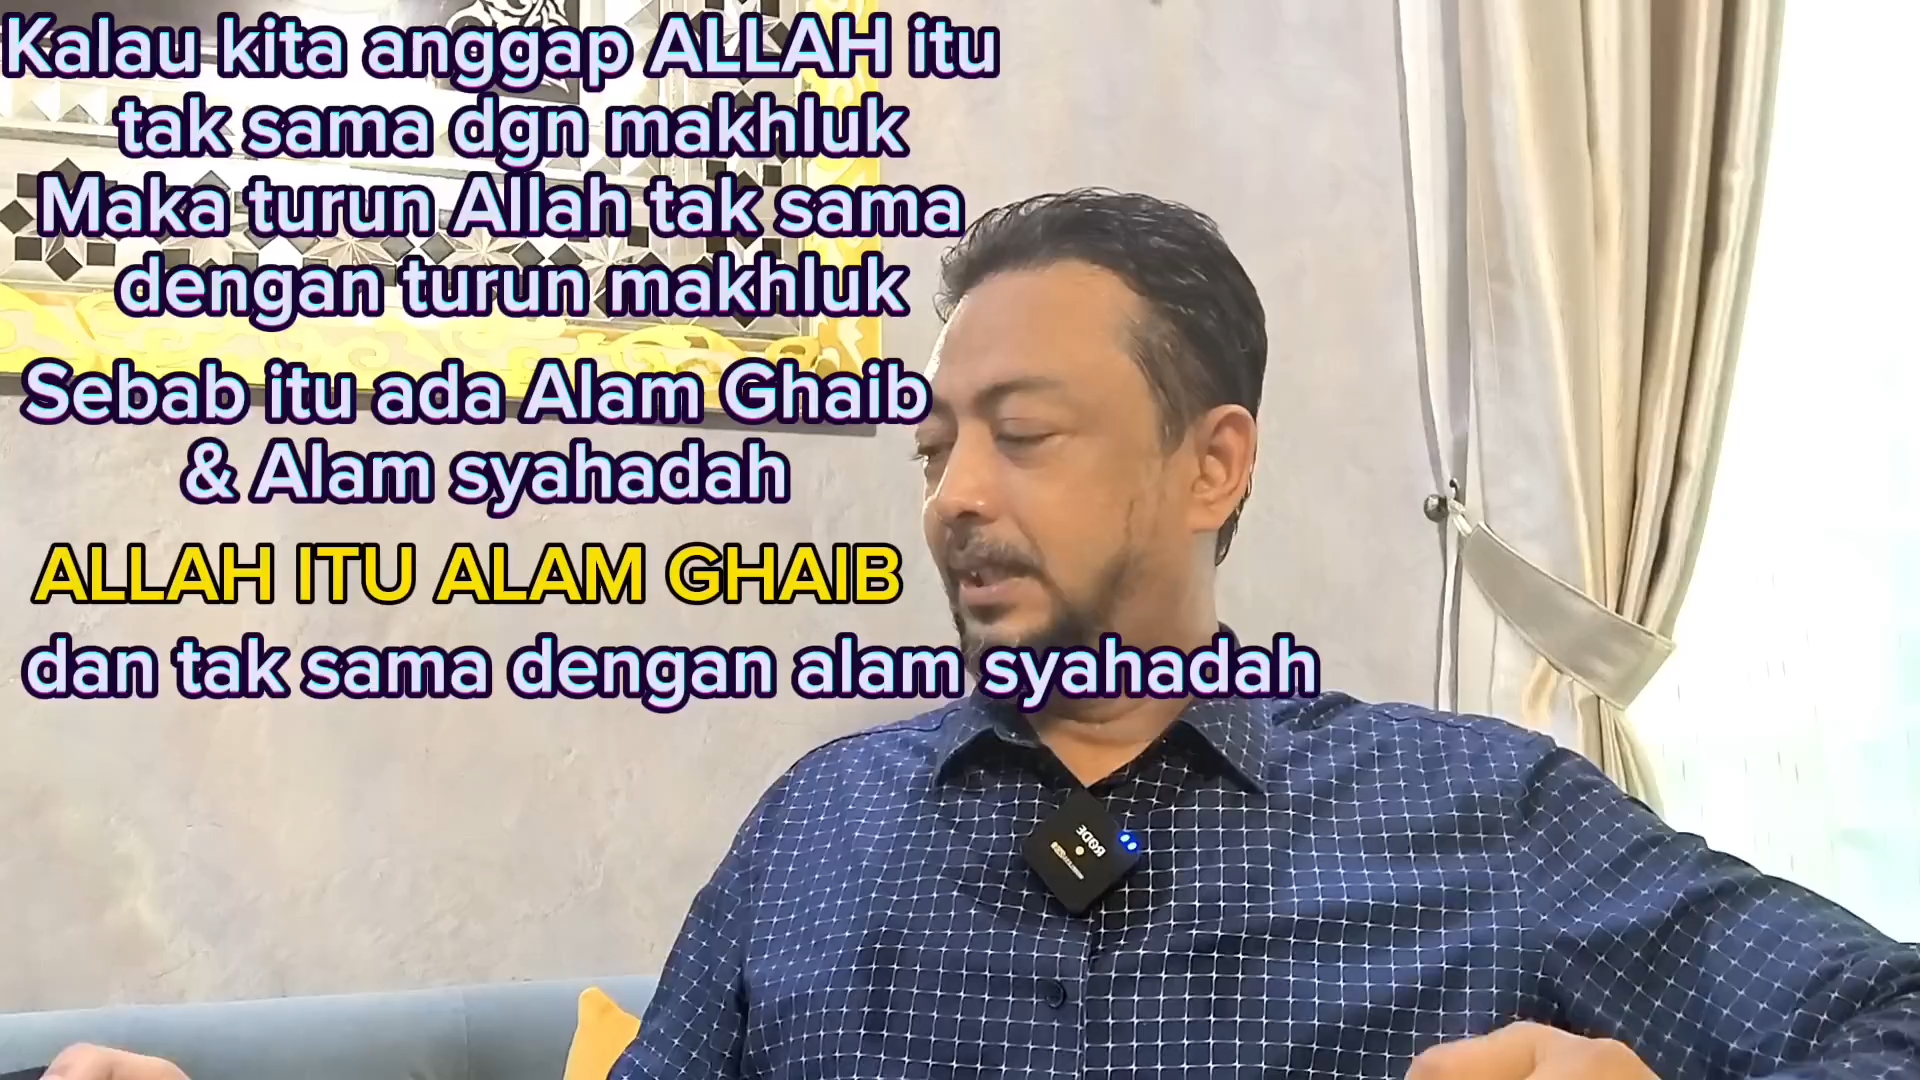 Kalau kita anggap ALLAH itu
tak sama dgn makhluk
Maka turun Allah tak sama
dengan turun makhluk
Sebab itu ada Alam Ghaib
& Alam syahadah
ALLAH ITU ALAM GHAIB
dan tak sama dengan alam syahadah
RØDE